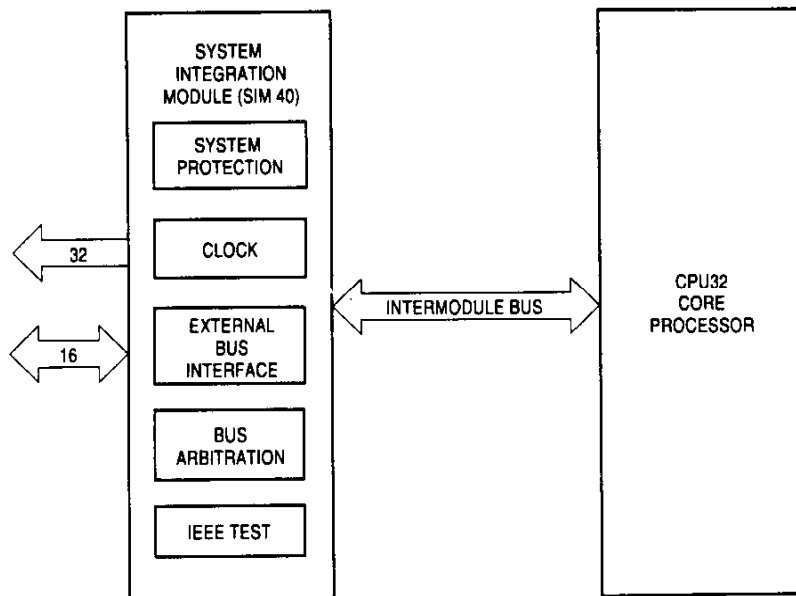 SYSTEM
INTEGRATION
MODULE (SIM 40)
SYSTEM
PROTECTION
32
CLOCK
INTERMODULE BUS
CPU32
CORE
PROCESSOR
16
EXTERNAL
BUS
INTERFACE
BUS
ARBITRATION
IEEE TEST